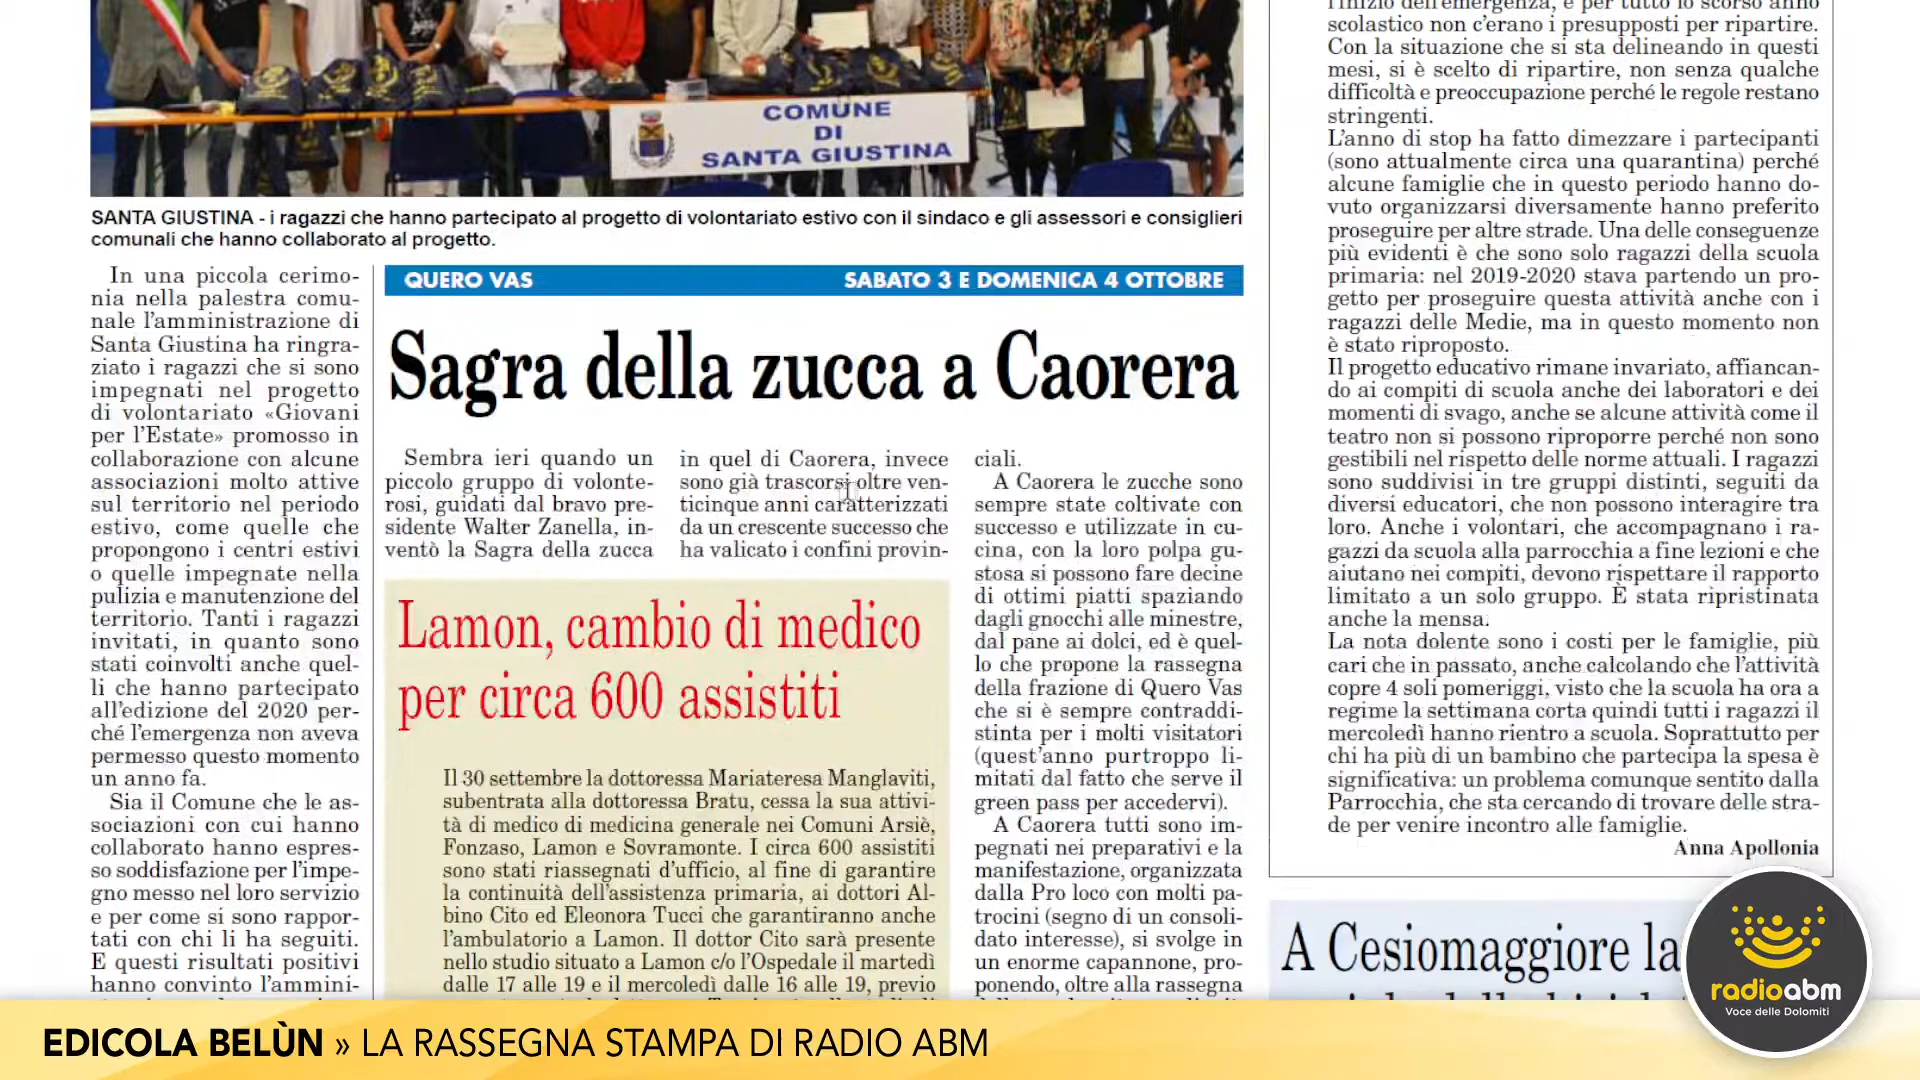 COMUNE
DI
SANTA GIUSTINA
SANTA GIUSTINA - i ragazzi che hanno partecipato al progetto di volontariato estivo con il sindaco e gli assessori e consiglieri
comunali che hanno collaborato al progetto.
In una piccola cerimo-
nia nella palestra comu-
nale l'amministrazione di
Santa Giustina ha ringra-
ziato i ragazzi che si sono
impegnati nel progetto
di volontariato «Giovani
per l'Estate» promosso in
collaborazione con alcune
associazioni molto attive
sul territorio nel periodo
estivo, come quelle che
propongono i centri estivi
o quelle impegnate nella
pulizia e manutenzione del
territorio. Tanti i ragazzi
invitati, in quanto sono
stati coinvolti anche quel-
li che hanno partecipato
all'edizione del 2020 per-
ché l'emergenza non aveva
permesso questo momento
un anno fa.
Sia il Comune che le as-
sociazioni con cui hanno
collaborato hanno espres-
so soddisfazione per l'impe-
gno messo nel loro servizio
e per come si sono rappor-
tati con chi li ha seguiti.
E questi risultati positivi
hanno convinto l'ammini-
QUERO VAS
SABATO 3 E DOMENICA 4 OTTOBRE
Sagra della zucca a Caorera
Sembra ieri quando un
piccolo gruppo di volonte-
rosi, guidati dal bravo pre-
sidente Walter Zanella, in-
ventò la Sagra della zucca
in quel di Caorera, invece
sono già trascorsi oltre ven-
ticinque anni caratterizzati
da un crescente successo che
ha valicato i confini provin-
ciali.
A Caorera le zucche sono
sempre state coltivate con
successo e utilizzate in cu-
cina, con la loro polpa gu-
stosa si possono fare decine
di ottimi piatti spaziando
dagli gnocchi alle minestre,
dal pane ai dolci, ed è quel-
lo che propone la rassegna
della frazione di Quero Vas
che si è sempre contraddi-
stinta per i molti visitatori
(quest'anno purtroppo li-
mitati dal fatto che serve il
green pass per accedervi).
A Caorera tutti sono im-
pegnati nei preparativi e la
manifestazione, organizzata
dalla Pro loco con molti pa-
trocini (segno di un consoli-
dato interesse), si svolge in
un enorme capannone, pro-
ponendo, oltre alla rassegna
Lamon, cambio di medico
per circa 600 assistiti
Il 30 settembre la dottoressa Mariateresa Manglaviti,
subentrata alla dottoressa Bratu, cessa la sua attivi-
tà di medico di medicina generale nei Comuni Arsiè,
Fonzaso, Lamon e Sovramonte. I circa 600 assistiti
sono stati riassegnati d'ufficio, al fine di garantire
la continuità dell'assistenza primaria, ai dottori Al-
bino Cito ed Eleonora Tucci che garantiranno anche
l'ambulatorio a Lamon. Il dottor Cito sarà presente
nello studio situato a Lamon c/o l'Ospedale il martedì
dalle 17 alle 19 e il mercoledì dalle 16 alle 19, previo
l'inizio dell'emergenza, e per tutto lo scorso anno
scolastico non c'erano i presupposti per ripartire.
Con la situazione che si sta delineando in questi
mesi, si è scelto di ripartire, non senza qualche
difficoltà e preoccupazione perché le regole restano
stringenti.
L'anno di stop ha fatto dimezzare i partecipanti
(sono attualmente circa una quarantina) perché
alcune famiglie che in questo periodo hanno do-
vuto organizzarsi diversamente hanno preferito
proseguire per altre strade. Una delle conseguenze
più evidenti è che sono solo ragazzi della scuola
primaria: nel 2019-2020 stava partendo un pro-
getto per proseguire questa attività anche con i
ragazzi delle Medie, ma in questo momento non
è stato riproposto.
Il progetto educativo rimane invariato, affiancan-
do ai compiti di scuola anche dei laboratori e dei
momenti di svago, anche se alcune attività come il
teatro non si possono riproporre perché non sono
gestibili nel rispetto delle norme attuali. I ragazzi
sono suddivisi in tre gruppi distinti, seguiti da
diversi educatori, che non possono interagire tra
loro. Anche i volontari, che accompagnano i ra-
gazzi da scuola alla parrocchia a fine lezioni e che
aiutano nei compiti, devono rispettare il rapporto
limitato a un solo gruppo. È stata ripristinata
anche la mensa.
La nota dolente sono i costi per le famiglie, più
cari che in passato, anche calcolando che l'attività
copre 4 soli pomeriggi, visto che la scuola ha ora a
regime la settimana corta quindi tutti i ragazzi il
mercoledì hanno rientro a scuola. Soprattutto per
chi ha più di un bambino che partecipa la spesa è
significativa: un problema comunque sentito dalla
Parrocchia, che sta cercando di trovare delle stra-
de per venire incontro alle famiglie.
Anna Apollonia
A Cesiomaggiore la
radioabm
Voce delle Dolomiti
EDICOLA BELÙN » LA RASSEGNA STAMPA DI RADIO ABM